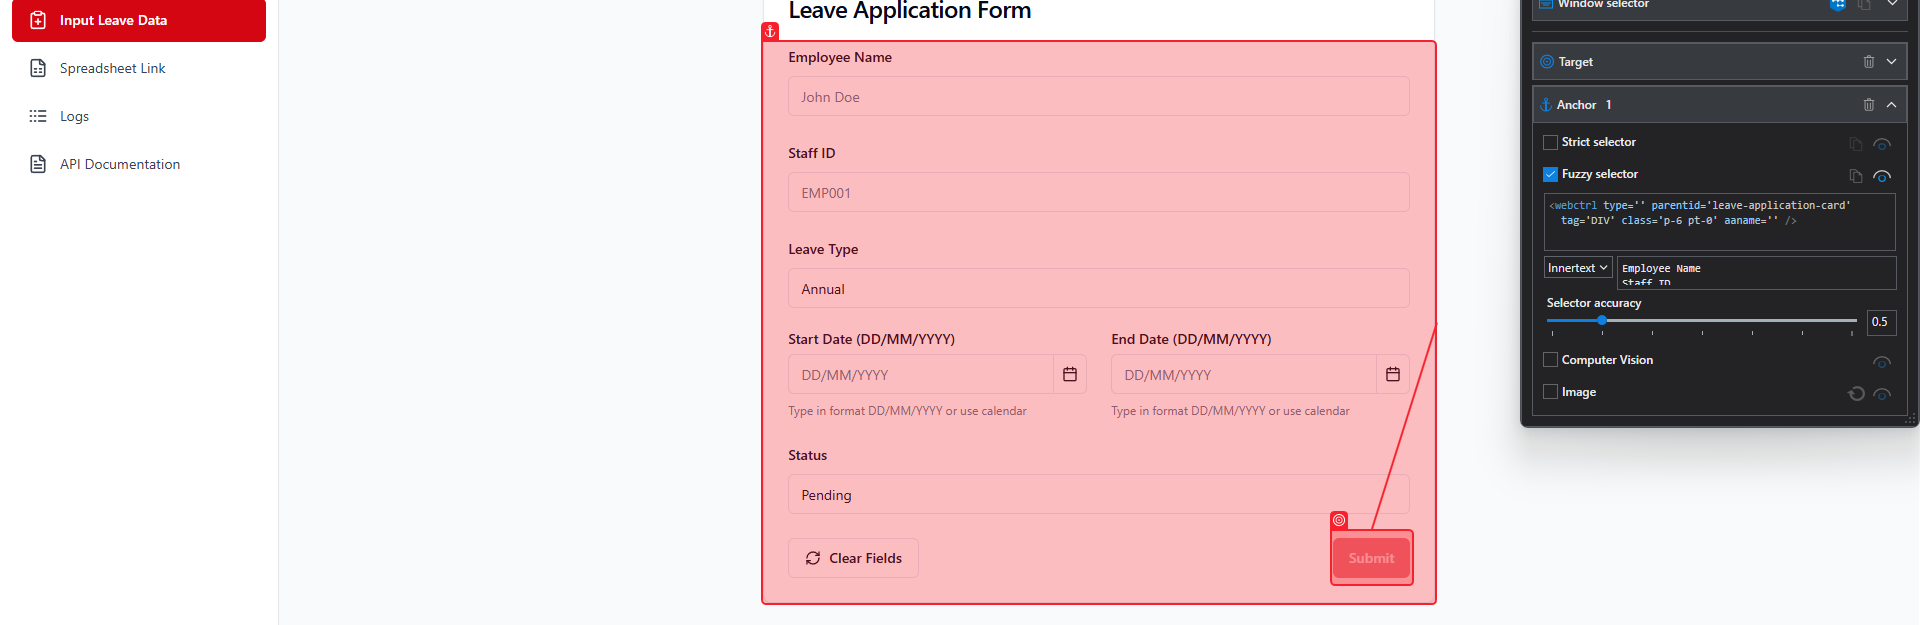 Input Leave Data
Spreadsheet Link
Logs
API Documentation
Leave Application Form
Employee Name
John Doe
Staff ID
EMP001
Leave Type
Annual
Start Date (DD/MM/YYYY)
End Date (DD/MM/YYYY)
DD/MM/YYYY
DD/MM/YYYY
Type in format DD/MM/YYYY or use calendar
Type in format DD/MM/YYYY or use calendar
Status
Pending
Clear Fields
Submit
Window selector
Target
Anchor 1
Strict selector
Fuzzy selector
<webctrl type='' parentid='leave-application-card'
tag='DIV' class='p-6 pt-0' aaname='' />
Innertext
Employee Name
Staff ID
Selector accuracy
0.5
Computer Vision
Image